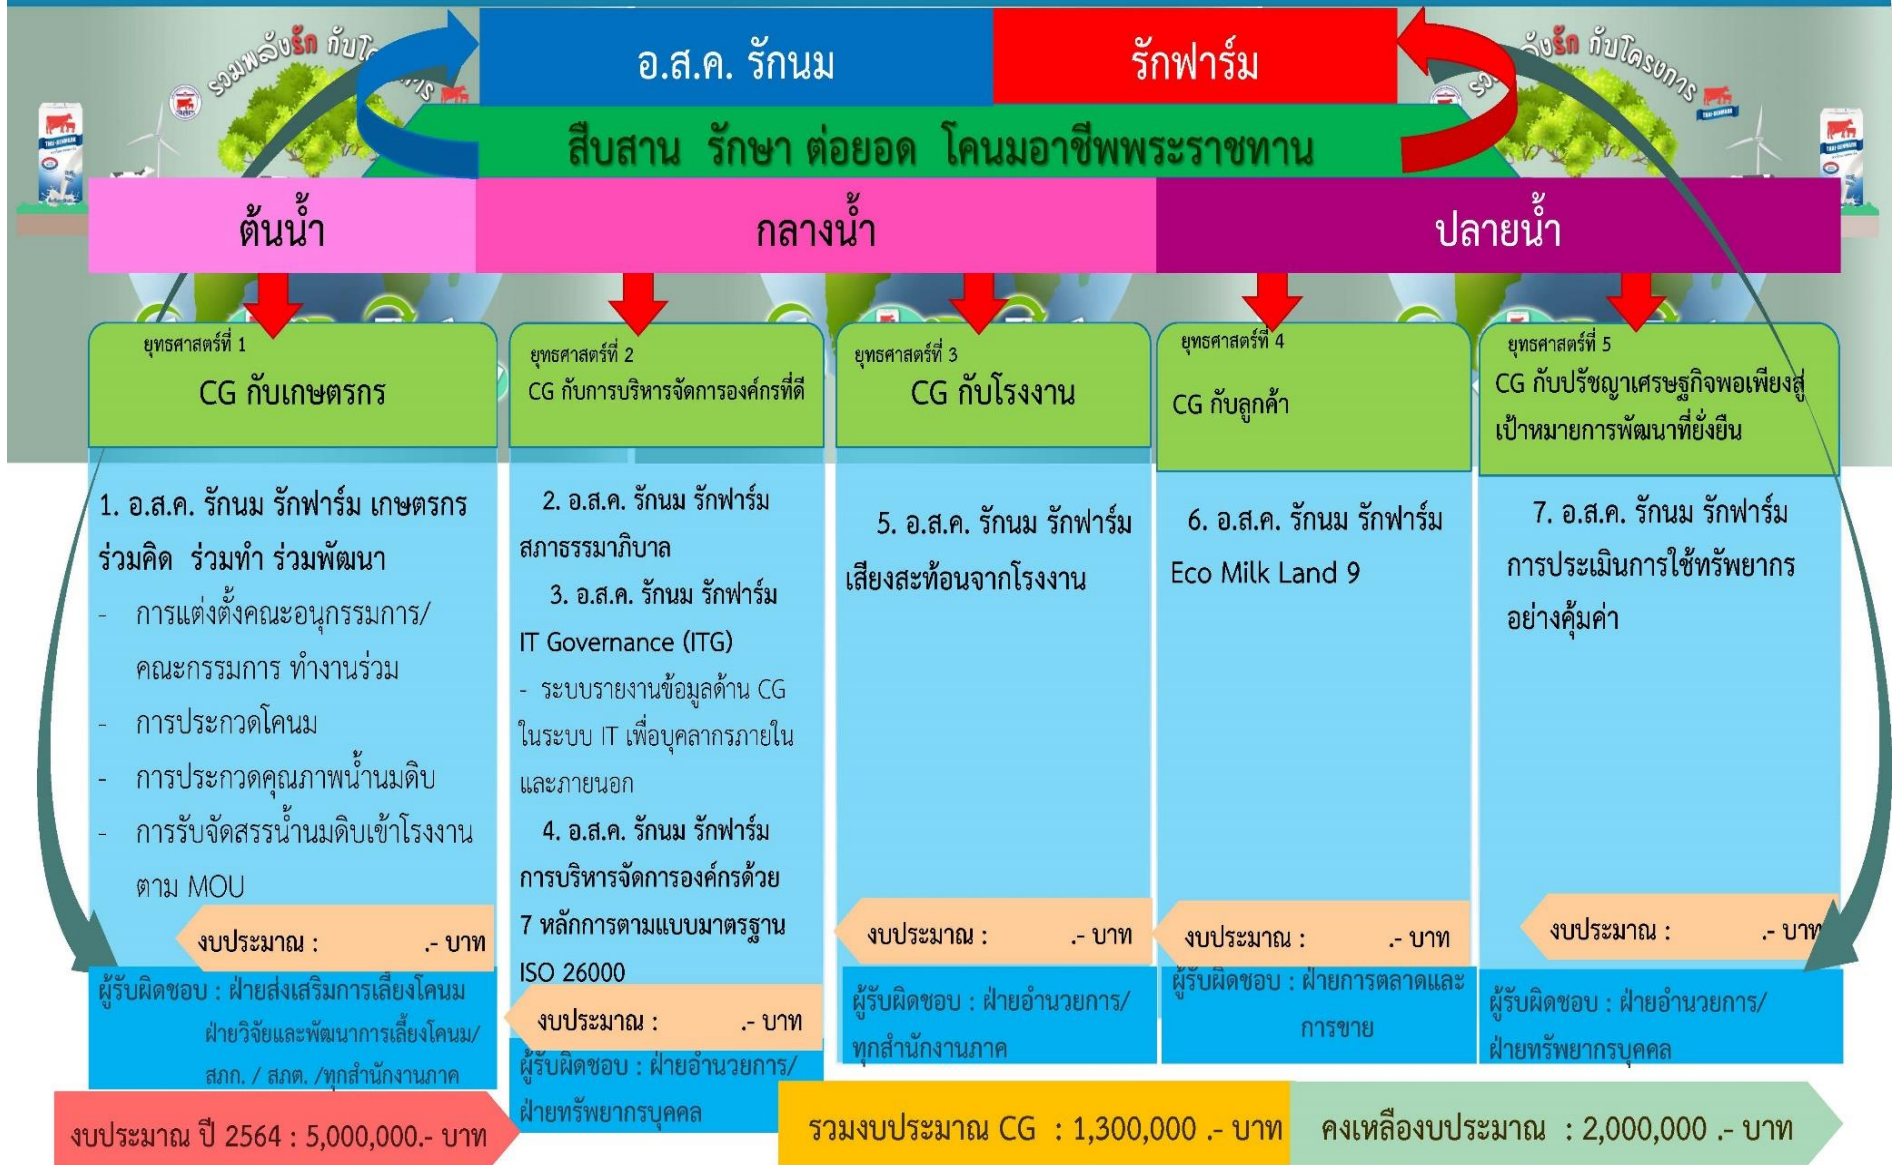 รวมพลังรัก กับโครงการ
อ.ส.ค. รักนม
รักฟาร์ม
สืบสาน รักษา ต่อยอด โคนมอาชีพพระราชทาน
ต้นน้ำ
กลางน้ำ
ปลายน้ำ
ยุทธศาสตร์ที่ 1
CG กับเกษตรกร
1. อ.ส.ค. รักนม รักฟาร์ม เกษตรกร
ร่วมคิด ร่วมทำ ร่วมพัฒนา
- การแต่งตั้งคณะอนุกรรมการ/
คณะกรรมการ ทำงานร่วม
- การประกวดโคนม
- การประกวดคุณภาพน้ำนมดิบ
- การรับจัดสรรน้ำนมดิบเข้าโรงงาน
ตาม MOU
งบประมาณ : .- บาท
ผู้รับผิดชอบ : ฝ่ายส่งเสริมการเลี้ยงโคนม
ฝ่ายวิจัยและพัฒนาการเลี้ยงโคนม/
สภก. / สภต. /ทุกสำนักงานภาค
ยุทธศาสตร์ที่ 2
CG กับการบริหารจัดการองค์กรที่ดี
2. อ.ส.ค. รักนม รักฟาร์ม
สภาธรรมาภิบาล
3. อ.ส.ค. รักนม รักฟาร์ม
IT Governance (ITG)
- ระบบรายงานข้อมูลด้าน CG
ในระบบ IT เพื่อบุคลากรภายใน
และภายนอก
4. อ.ส.ค. รักนม รักฟาร์ม
การบริหารจัดการองค์กรด้วย
7 หลักการตามแบบมาตรฐาน
ISO 26000
งบประมาณ : .- บาท
ผู้รับผิดชอบ : ฝ่ายอำนวยการ/
ฝ่ายทรัพยากรบุคคล
ยุทธศาสตร์ที่ 3
CG กับโรงงาน
5. อ.ส.ค. รักนม รักฟาร์ม
เสียงสะท้อนจากโรงงาน
งบประมาณ : .- บาท
ผู้รับผิดชอบ : ฝ่ายอำนวยการ/
ทุกสำนักงานภาค
ยุทธศาสตร์ที่ 4
CG กับลูกค้า
6. อ.ส.ค. รักนม รักฟาร์ม
Eco Milk Land 9
งบประมาณ : .- บาท
ผู้รับผิดชอบ : ฝ่ายการตลาดและ
การขาย
ยุทธศาสตร์ที่ 5
CG กับปรัชญาเศรษฐกิจพอเพียงสู่
เป้าหมายการพัฒนาที่ยั่งยืน
7. อ.ส.ค. รักนม รักฟาร์ม
การประเมินการใช้ทรัพยากร
อย่างคุ้มค่า
งบประมาณ : .- บาท
ผู้รับผิดชอบ : ฝ่ายอำนวยการ/
ฝ่ายทรัพยากรบุคคล
งบประมาณ ปี 2564 : 5,000,000.- บาท
รวมงบประมาณ CG : 1,300,000 .- บาท
คงเหลืองบประมาณ : 2,000,000 .- บาท